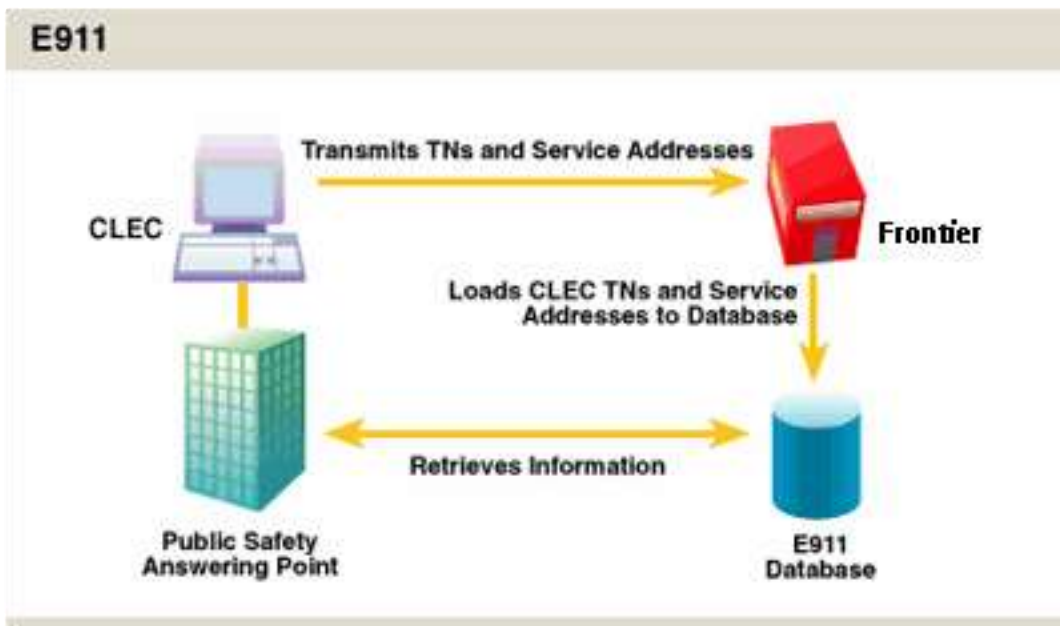 E911
Transmits TNs and Service Addresses
CLEC
Frontier
Loads CLEC TNs and Service
Addresses to Database
Retrieves Information
Public Safety
Answering Point
E911
Database